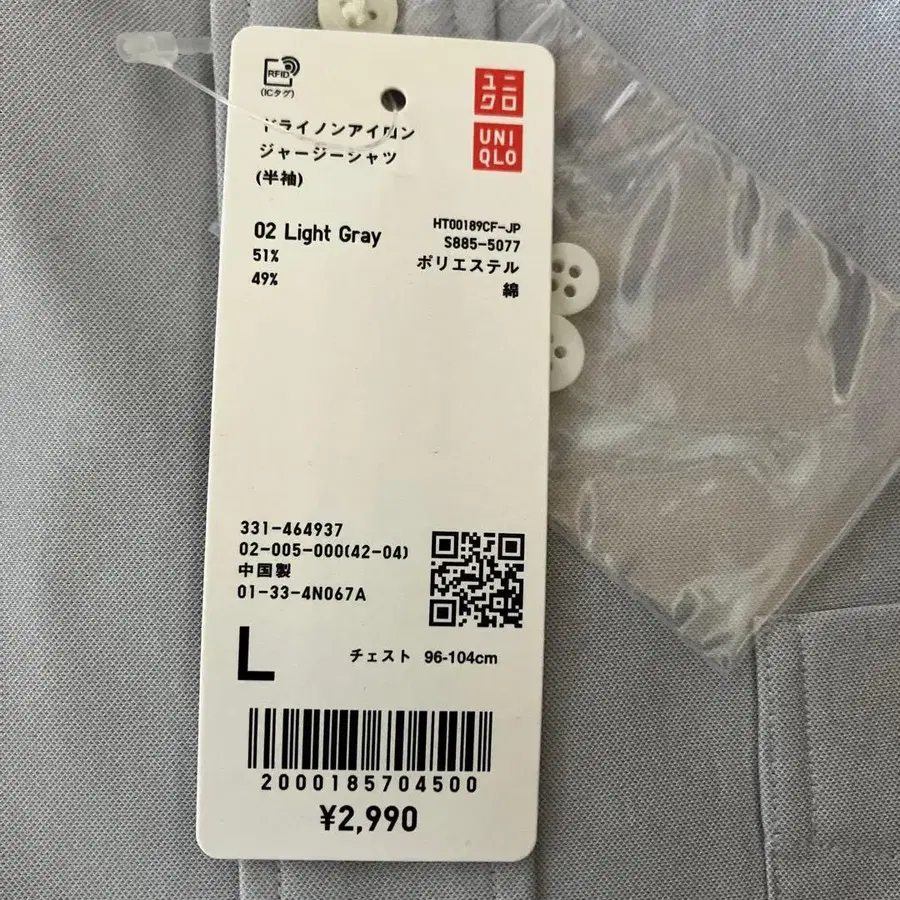 RFID
(ICタグ)
ユニ
クロ
UNI
QLO
ドライノンアイロン
ジャージーシャツ
(半袖)
02 Light Gray
HT00189CF-JP
S885-5077
51% ポリエステル
49% 綿
331-464937
02-005-000(42-04)
中国製
01-33-4N067A
L チェスト 96-104cm
2000185704500
¥2,990